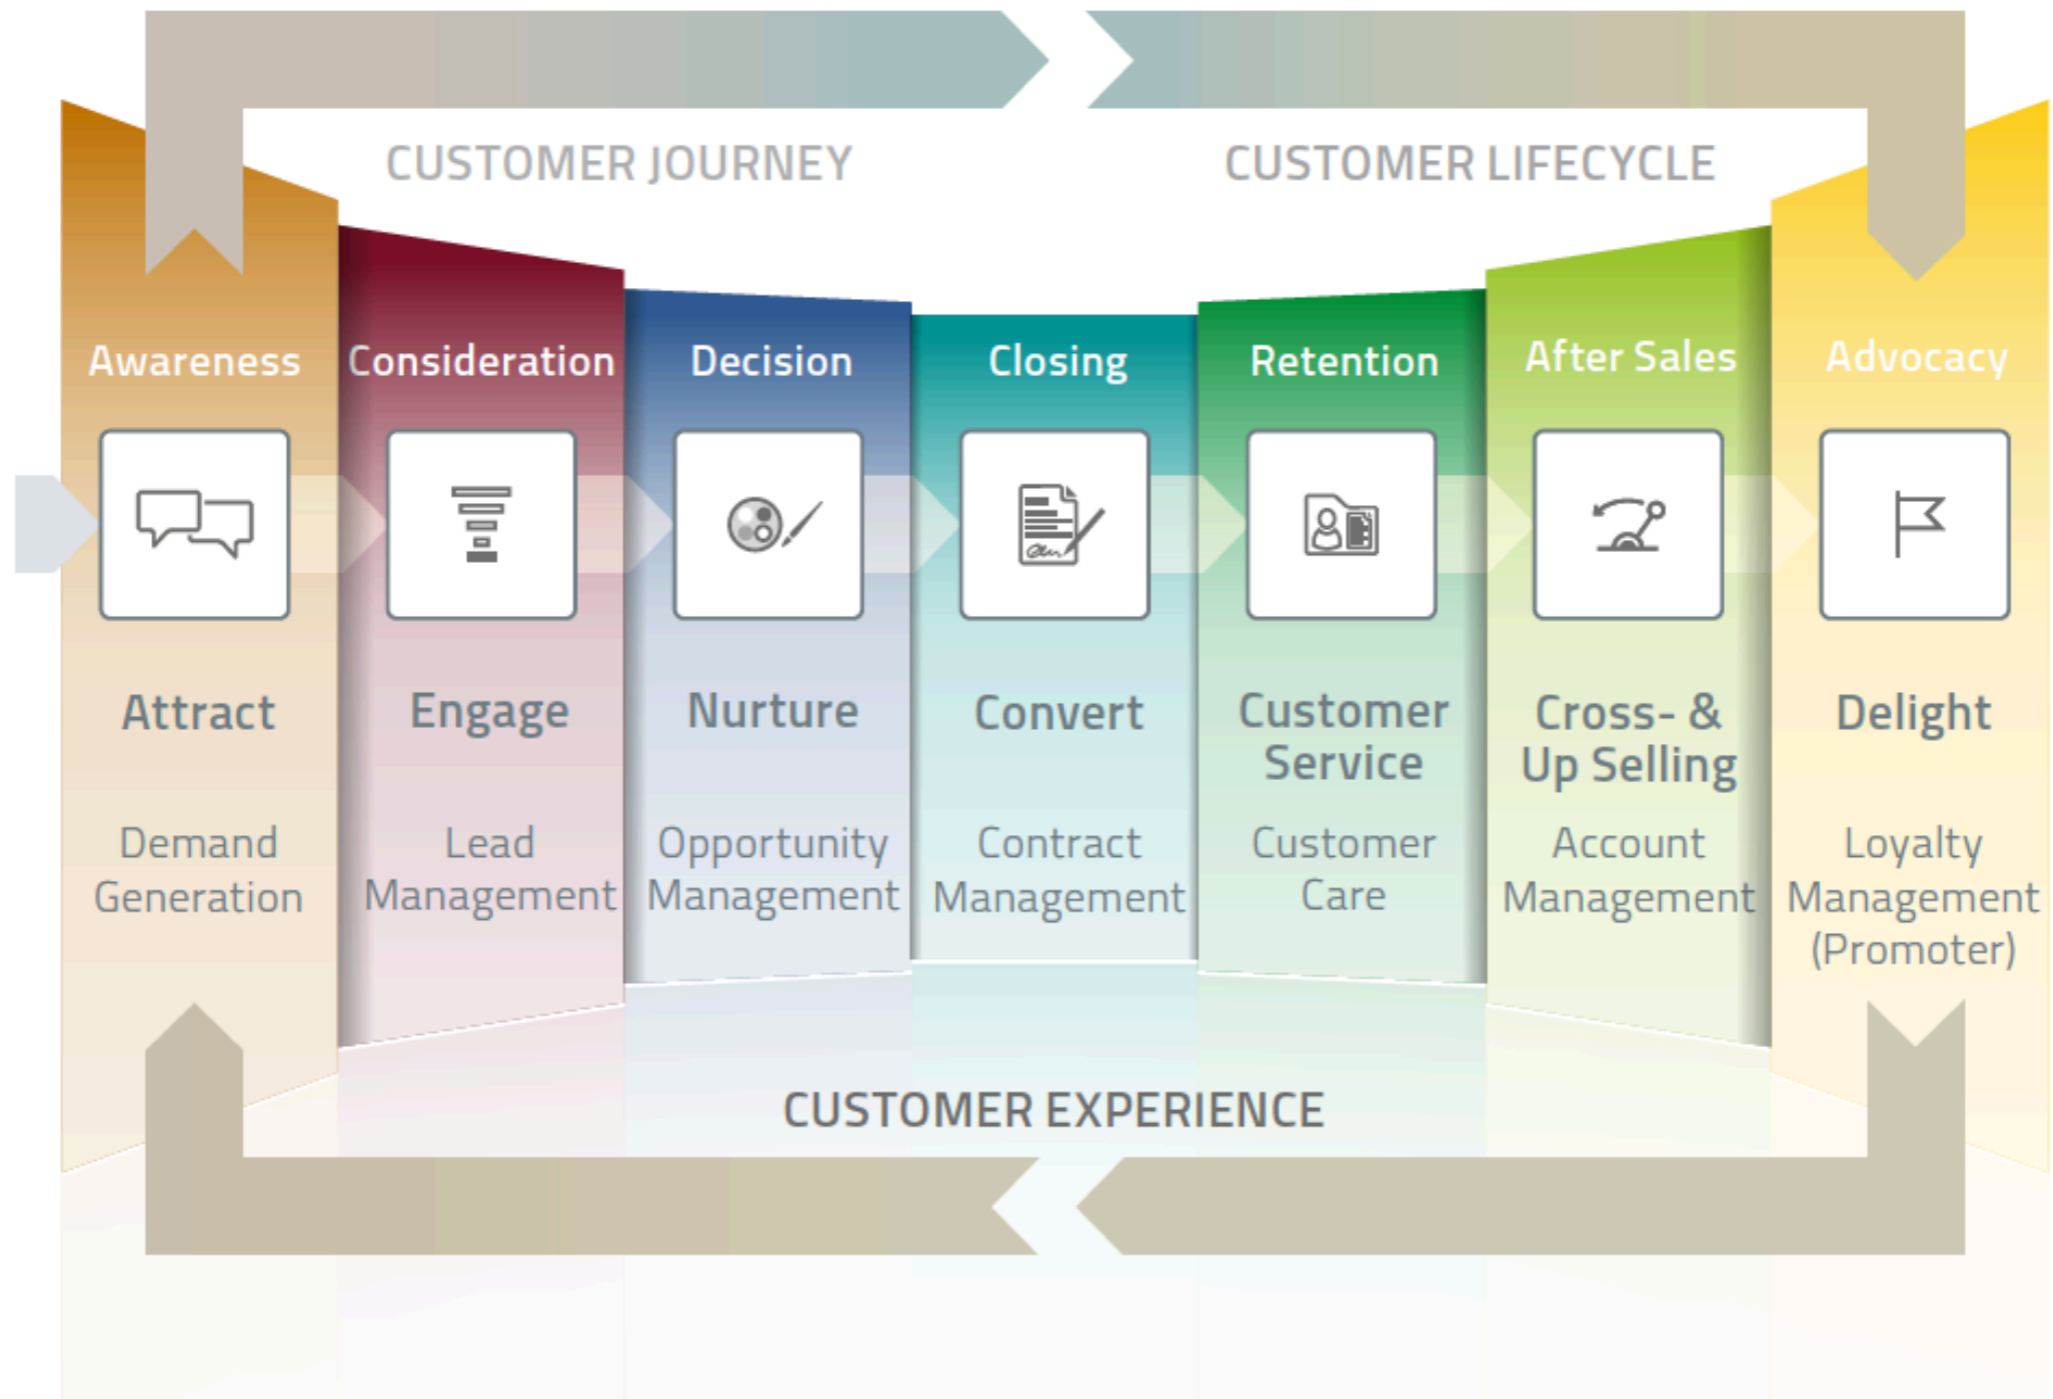 CUSTOMER JOURNEY
CUSTOMER LIFECYCLE
Awareness
Consideration
Decision
Closing
Retention
After Sales
Advocacy
Attract
Engage
Nurture
Convert
Customer
Service
Cross- &
Up Selling
Delight
Demand
Generation
Lead
Management
Opportunity
Management
Contract
Management
Customer
Care
Account
Management
Loyalty
Management
(Promoter)
CUSTOMER EXPERIENCE